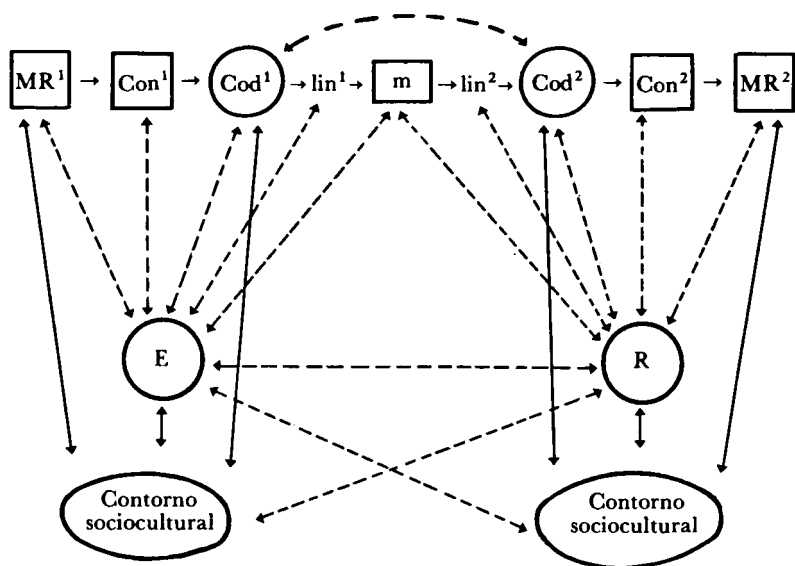 MR¹ → Con¹ → Cod¹ → lin¹ → m → lin² → Cod² → Con² → MR²
E
R
Contorno
sociocultural
Contorno
sociocultural